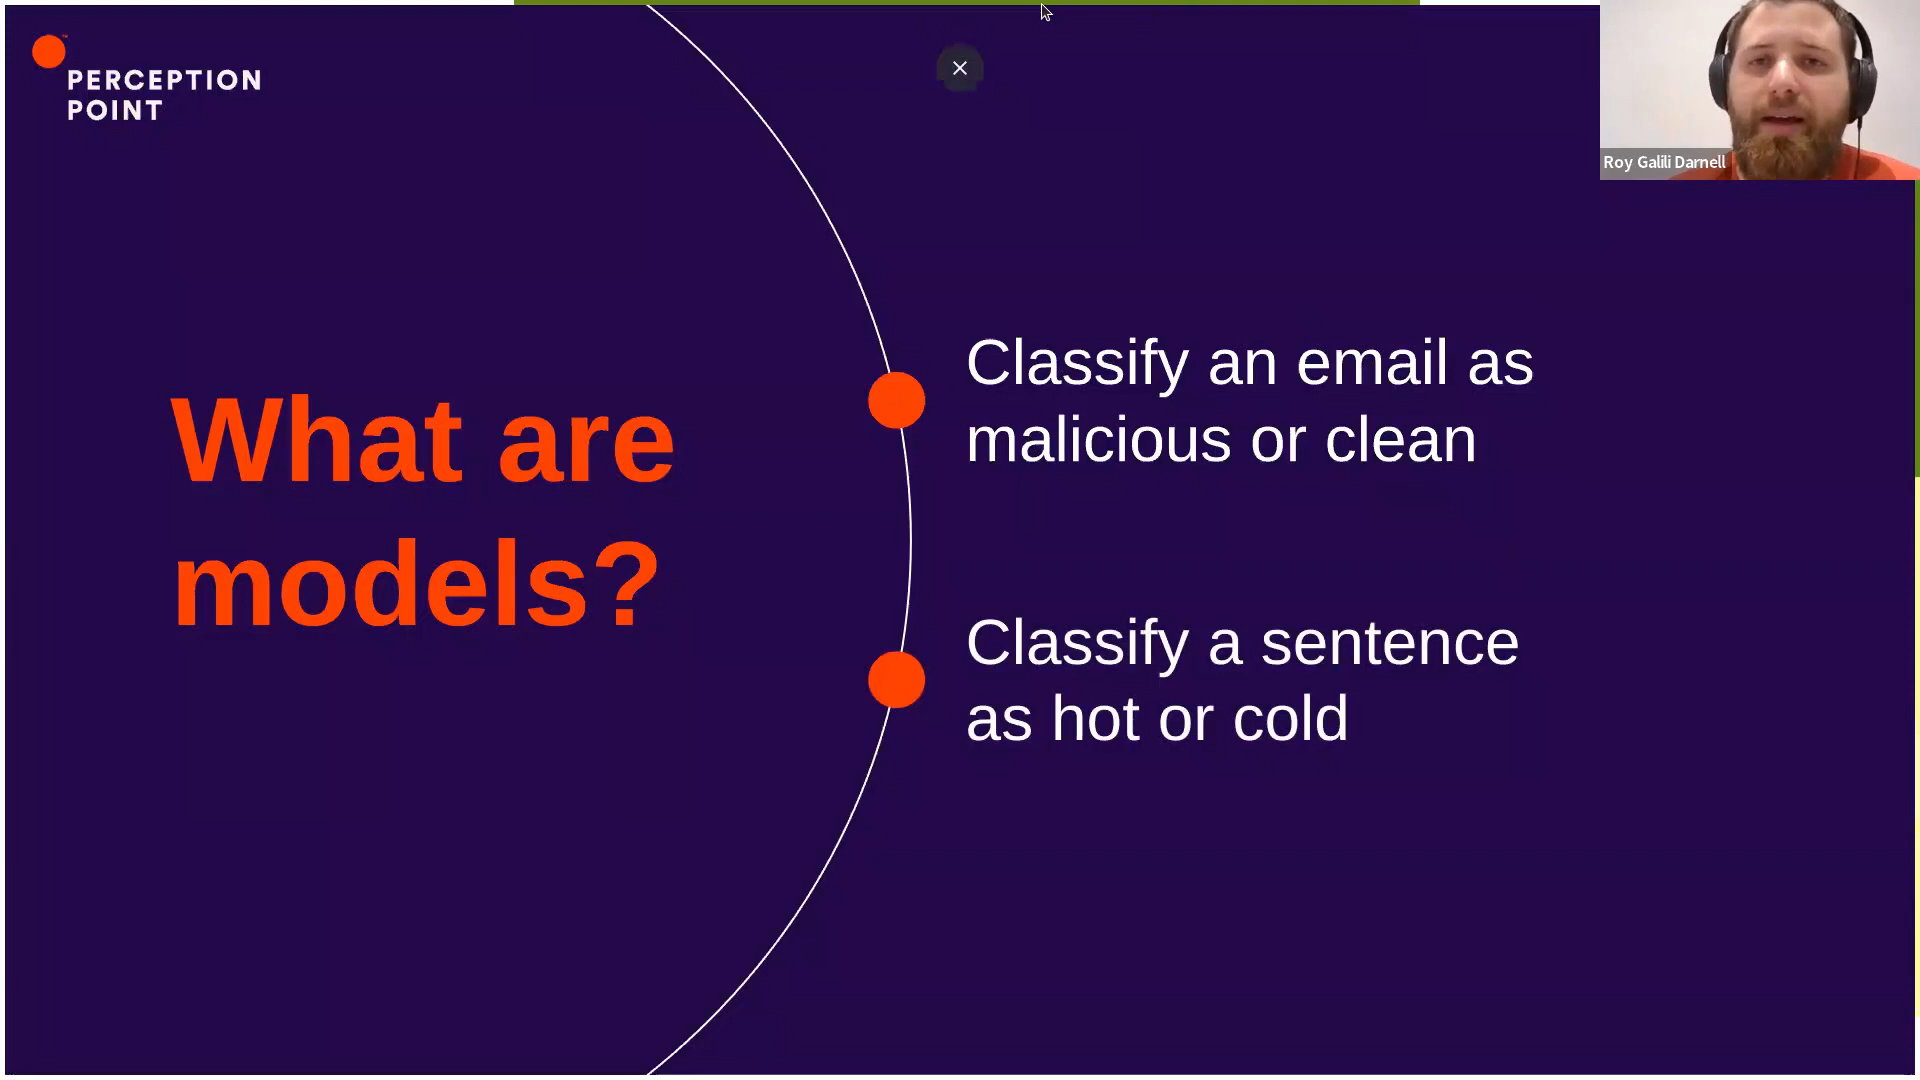 PERCEPTION
POINT
Roy Galili Darnell
What are
models?
Classify an email as
malicious or clean
Classify a sentence
as hot or cold